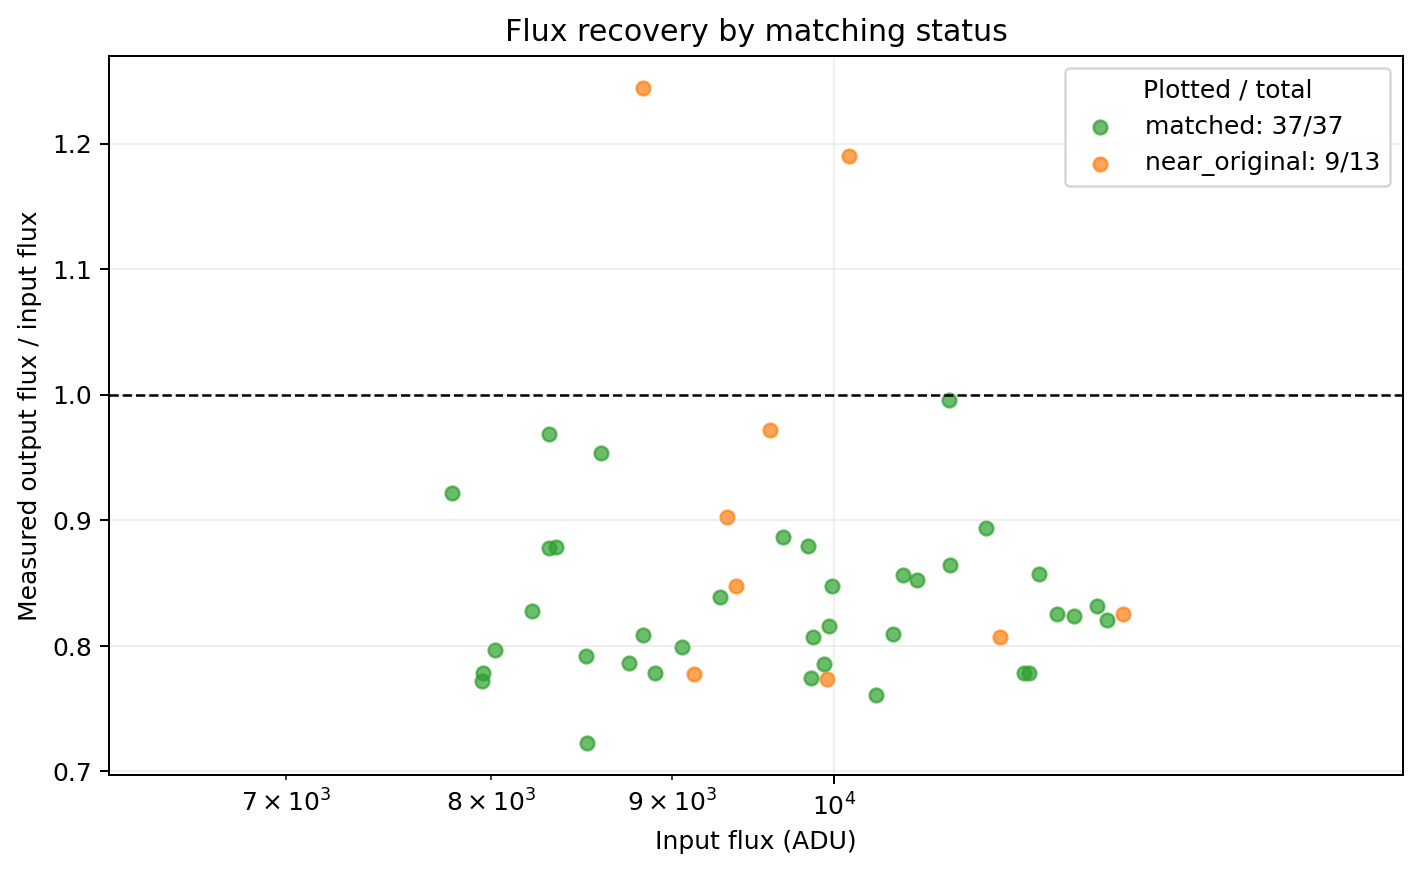 Flux recovery by matching status
Plotted / total
matched: 37/37
near_original: 9/13
Measured output flux / input flux
1.2
1.1
1.0
0.9
0.8
0.7
7 × 10³
8 × 10³
9 × 10³
10⁴
Input flux (ADU)